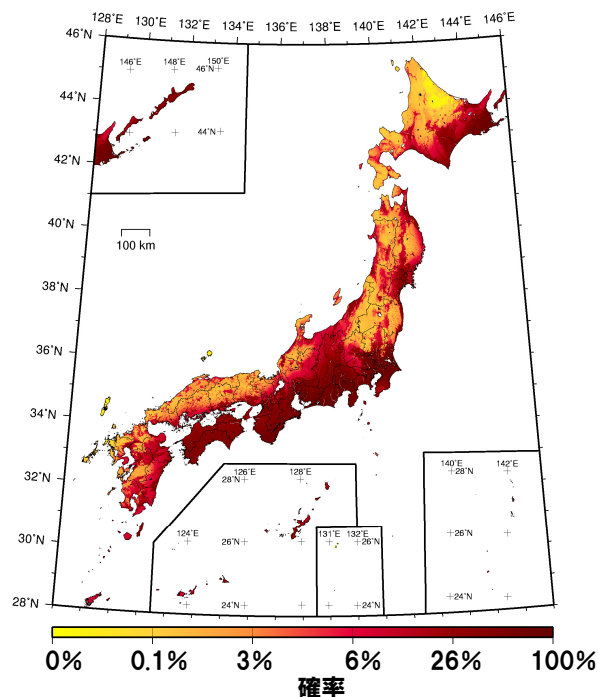 128°E 130°E 132°E 134°E 136°E 138°E 140°E 142°E 144°E 146°E
46°N
146°E 148°E 150°E
46°N
44°N
44°N
42°N
40°N
100 km
38°N
36°N
34°N
32°N
126°E 128°E
28°N
140°E 142°E
28°N
30°N
124°E
26°N
131°E 132°E
26°N
26°N
28°N
24°N
24°N
24°N
0% 0.1% 3% 6% 26% 100%
確率